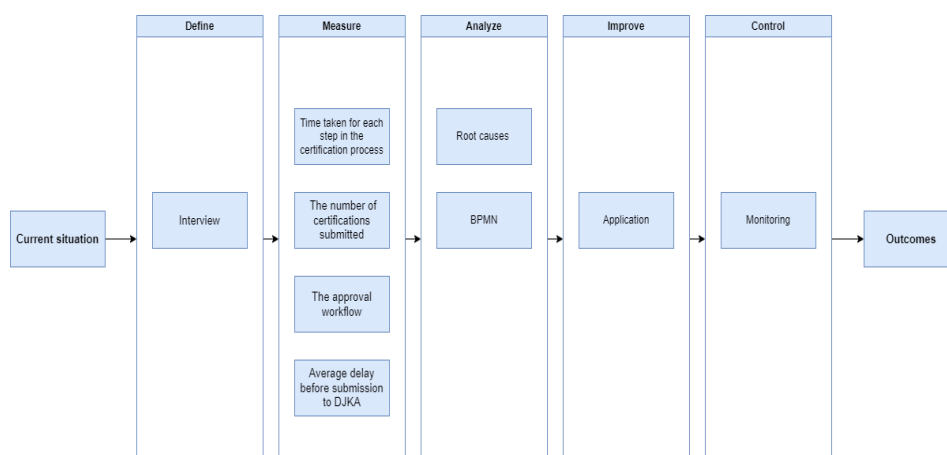 Define
Measure
Analyze
Improve
Control
Time taken for each
step in the
certification process
Root causes
Current situation
Interview
The number of
certifications
submitted
BPMN
Application
Monitoring
Outcomes
The approval
workflow
Average delay
before submission
to DJKA